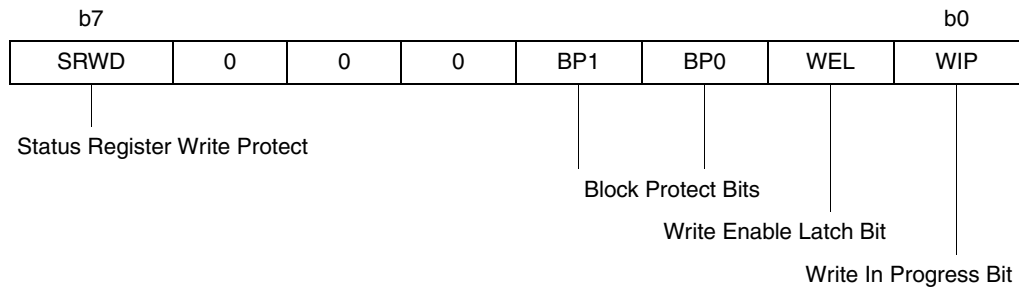 b7 b0
SRWD 0 0 0 BP1 BP0 WEL WIP
Status Register Write Protect
Block Protect Bits
Write Enable Latch Bit
Write In Progress Bit